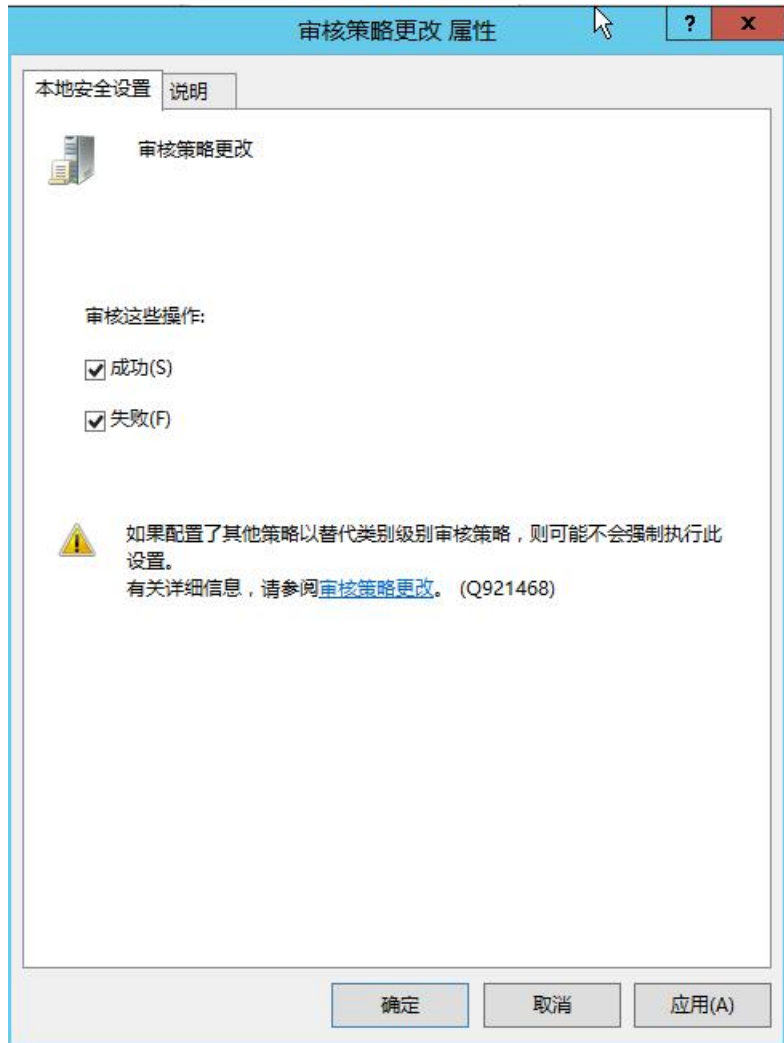 审核策略更改 属性
?
x
本地安全设置
说明
审核策略更改
审核这些操作:
成功(S)
失败(F)
如果配置了其他策略以替代类别级别审核策略，则可能不会强制执行此
设置。
有关详细信息，请参阅审核策略更改。 (Q921468)
确定
取消
应用(A)